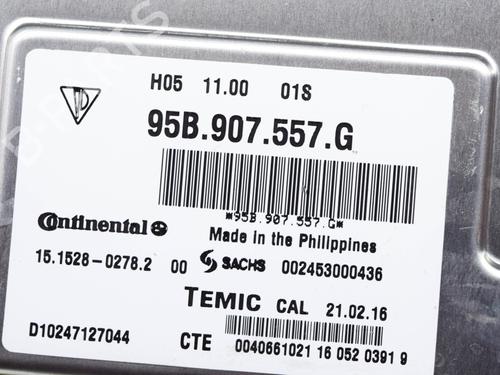 H05 11.00 01S
95B.907.557.G
*95B.907.557.G*
Continental
Made in the Philippines
15.1528-0278.2 00 SACHS 002453000436
TEMIC CAL 21.02.16
D10247127044 CTE 0040661021 16 052 0391 9